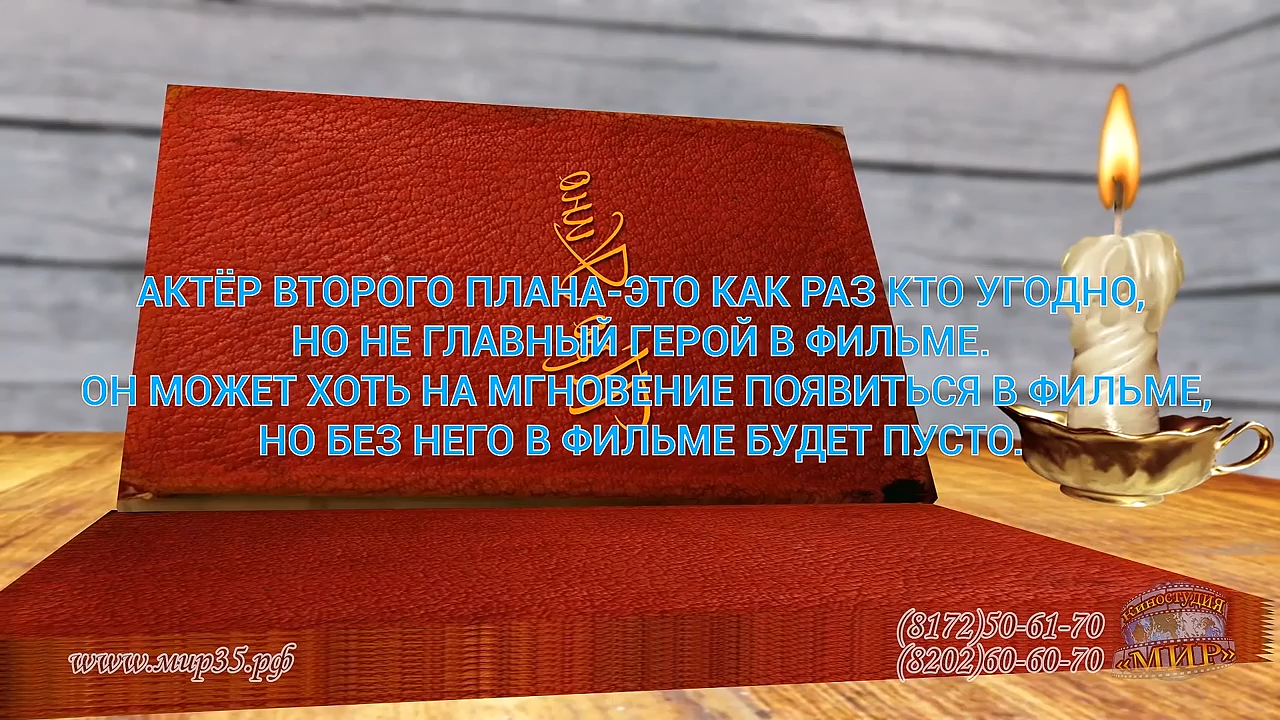 АКТЁР ВТОРОГО ПЛАНА-ЭТО КАК РАЗ КТО УГОДНО,
НО НЕ ГЛАВНЫЙ ГЕРОЙ В ФИЛЬМЕ.
ОН МОЖЕТ ХОТЬ НА МГНОВЕНИЕ ПОЯВИТЬСЯ В ФИЛЬМЕ,
НО БЕЗ НЕГО В ФИЛЬМЕ БУДЕТ ПУСТО.
www.мир35.рф
(8172)50-61-70
(8202)60-60-70
Киностудия
«МИР»